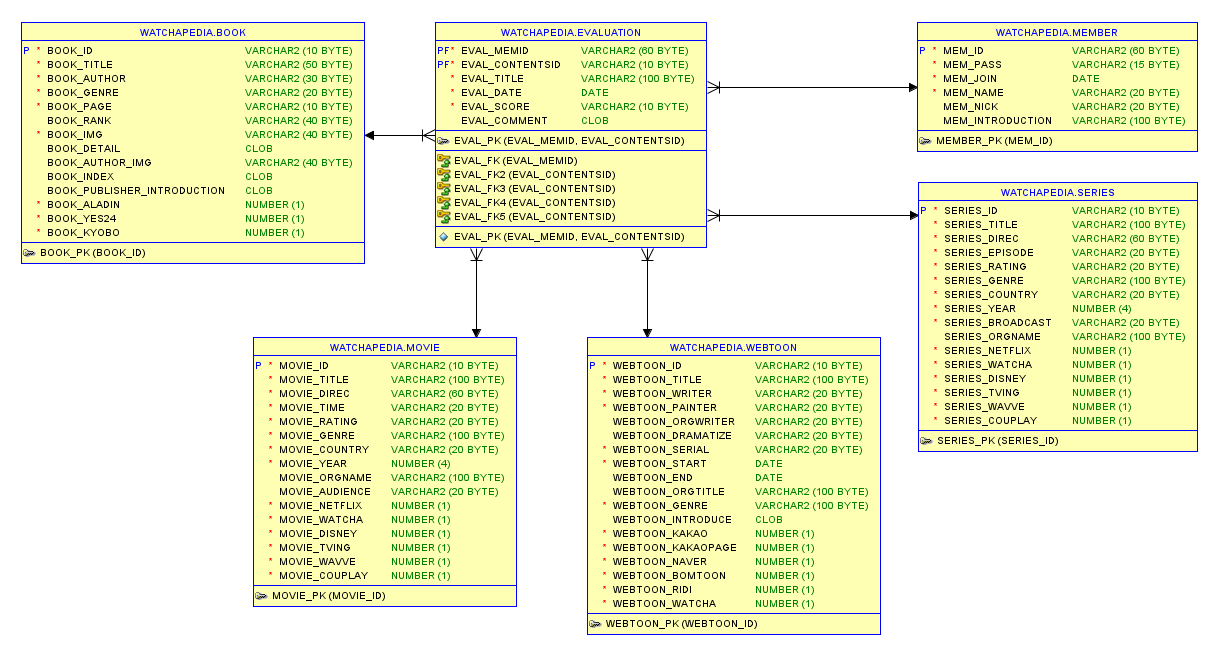 WATCHAPEDIA.BOOK
P * BOOK_ID VARCHAR2 (10 BYTE)
* BOOK_TITLE VARCHAR2 (50 BYTE)
* BOOK_AUTHOR VARCHAR2 (30 BYTE)
* BOOK_GENRE VARCHAR2 (20 BYTE)
* BOOK_PAGE VARCHAR2 (10 BYTE)
BOOK_RANK VARCHAR2 (40 BYTE)
* BOOK_IMG VARCHAR2 (40 BYTE)
BOOK_DETAIL CLOB
BOOK_AUTHOR_IMG VARCHAR2 (40 BYTE)
BOOK_INDEX CLOB
BOOK_PUBLISHER_INTRODUCTION CLOB
* BOOK_ALADIN NUMBER (1)
* BOOK_YES24 NUMBER (1)
* BOOK_KYOBO NUMBER (1)
BOOK_PK (BOOK_ID)
WATCHAPEDIA.EVALUATION
PF* EVAL_MEMID VARCHAR2 (60 BYTE)
PF* EVAL_CONTENTSID VARCHAR2 (10 BYTE)
* EVAL_TITLE VARCHAR2 (100 BYTE)
* EVAL_DATE DATE
* EVAL_SCORE VARCHAR2 (10 BYTE)
EVAL_COMMENT CLOB
EVAL_PK (EVAL_MEMID, EVAL_CONTENTSID)
EVAL_FK (EVAL_MEMID)
EVAL_FK2 (EVAL_CONTENTSID)
EVAL_FK3 (EVAL_CONTENTSID)
EVAL_FK4 (EVAL_CONTENTSID)
EVAL_FK5 (EVAL_CONTENTSID)
EVAL_PK (EVAL_MEMID, EVAL_CONTENTSID)
WATCHAPEDIA.MEMBER
P * MEM_ID VARCHAR2 (60 BYTE)
* MEM_PASS VARCHAR2 (15 BYTE)
* MEM_JOIN DATE
* MEM_NAME VARCHAR2 (20 BYTE)
MEM_NICK VARCHAR2 (20 BYTE)
MEM_INTRODUCTION VARCHAR2 (100 BYTE)
MEMBER_PK (MEM_ID)
WATCHAPEDIA.SERIES
P * SERIES_ID VARCHAR2 (10 BYTE)
* SERIES_TITLE VARCHAR2 (100 BYTE)
* SERIES_DIREC VARCHAR2 (60 BYTE)
* SERIES_EPISODE VARCHAR2 (20 BYTE)
* SERIES_RATING VARCHAR2 (20 BYTE)
* SERIES_GENRE VARCHAR2 (100 BYTE)
* SERIES_COUNTRY VARCHAR2 (20 BYTE)
* SERIES_YEAR NUMBER (4)
* SERIES_BROADCAST VARCHAR2 (20 BYTE)
SERIES_ORGNAME VARCHAR2 (100 BYTE)
* SERIES_NETFLIX NUMBER (1)
* SERIES_WATCHA NUMBER (1)
* SERIES_DISNEY NUMBER (1)
* SERIES_TVING NUMBER (1)
* SERIES_WAVVE NUMBER (1)
* SERIES_COUPLAY NUMBER (1)
SERIES_PK (SERIES_ID)
WATCHAPEDIA.MOVIE
P * MOVIE_ID VARCHAR2 (10 BYTE)
* MOVIE_TITLE VARCHAR2 (100 BYTE)
* MOVIE_DIREC VARCHAR2 (60 BYTE)
* MOVIE_TIME VARCHAR2 (20 BYTE)
* MOVIE_RATING VARCHAR2 (20 BYTE)
* MOVIE_GENRE VARCHAR2 (100 BYTE)
* MOVIE_COUNTRY VARCHAR2 (20 BYTE)
* MOVIE_YEAR NUMBER (4)
MOVIE_ORGNAME VARCHAR2 (100 BYTE)
MOVIE_AUDIENCE VARCHAR2 (20 BYTE)
* MOVIE_NETFLIX NUMBER (1)
* MOVIE_WATCHA NUMBER (1)
* MOVIE_DISNEY NUMBER (1)
* MOVIE_TVING NUMBER (1)
* MOVIE_WAVVE NUMBER (1)
* MOVIE_COUPLAY NUMBER (1)
MOVIE_PK (MOVIE_ID)
WATCHAPEDIA.WEBTOON
P * WEBTOON_ID VARCHAR2 (10 BYTE)
* WEBTOON_TITLE VARCHAR2 (100 BYTE)
* WEBTOON_WRITER VARCHAR2 (20 BYTE)
* WEBTOON_PAINTER VARCHAR2 (20 BYTE)
WEBTOON_ORGWRITER VARCHAR2 (20 BYTE)
WEBTOON_DRAMATIZE VARCHAR2 (20 BYTE)
* WEBTOON_SERIAL VARCHAR2 (20 BYTE)
* WEBTOON_START DATE
WEBTOON_END DATE
WEBTOON_ORGTITLE VARCHAR2 (100 BYTE)
* WEBTOON_GENRE VARCHAR2 (100 BYTE)
WEBTOON_INTRODUCE CLOB
* WEBTOON_KAKAO NUMBER (1)
* WEBTOON_KAKAOPAGE NUMBER (1)
* WEBTOON_NAVER NUMBER (1)
* WEBTOON_BOMTOON NUMBER (1)
* WEBTOON_RIDI NUMBER (1)
* WEBTOON_WATCHA NUMBER (1)
WEBTOON_PK (WEBTOON_ID)